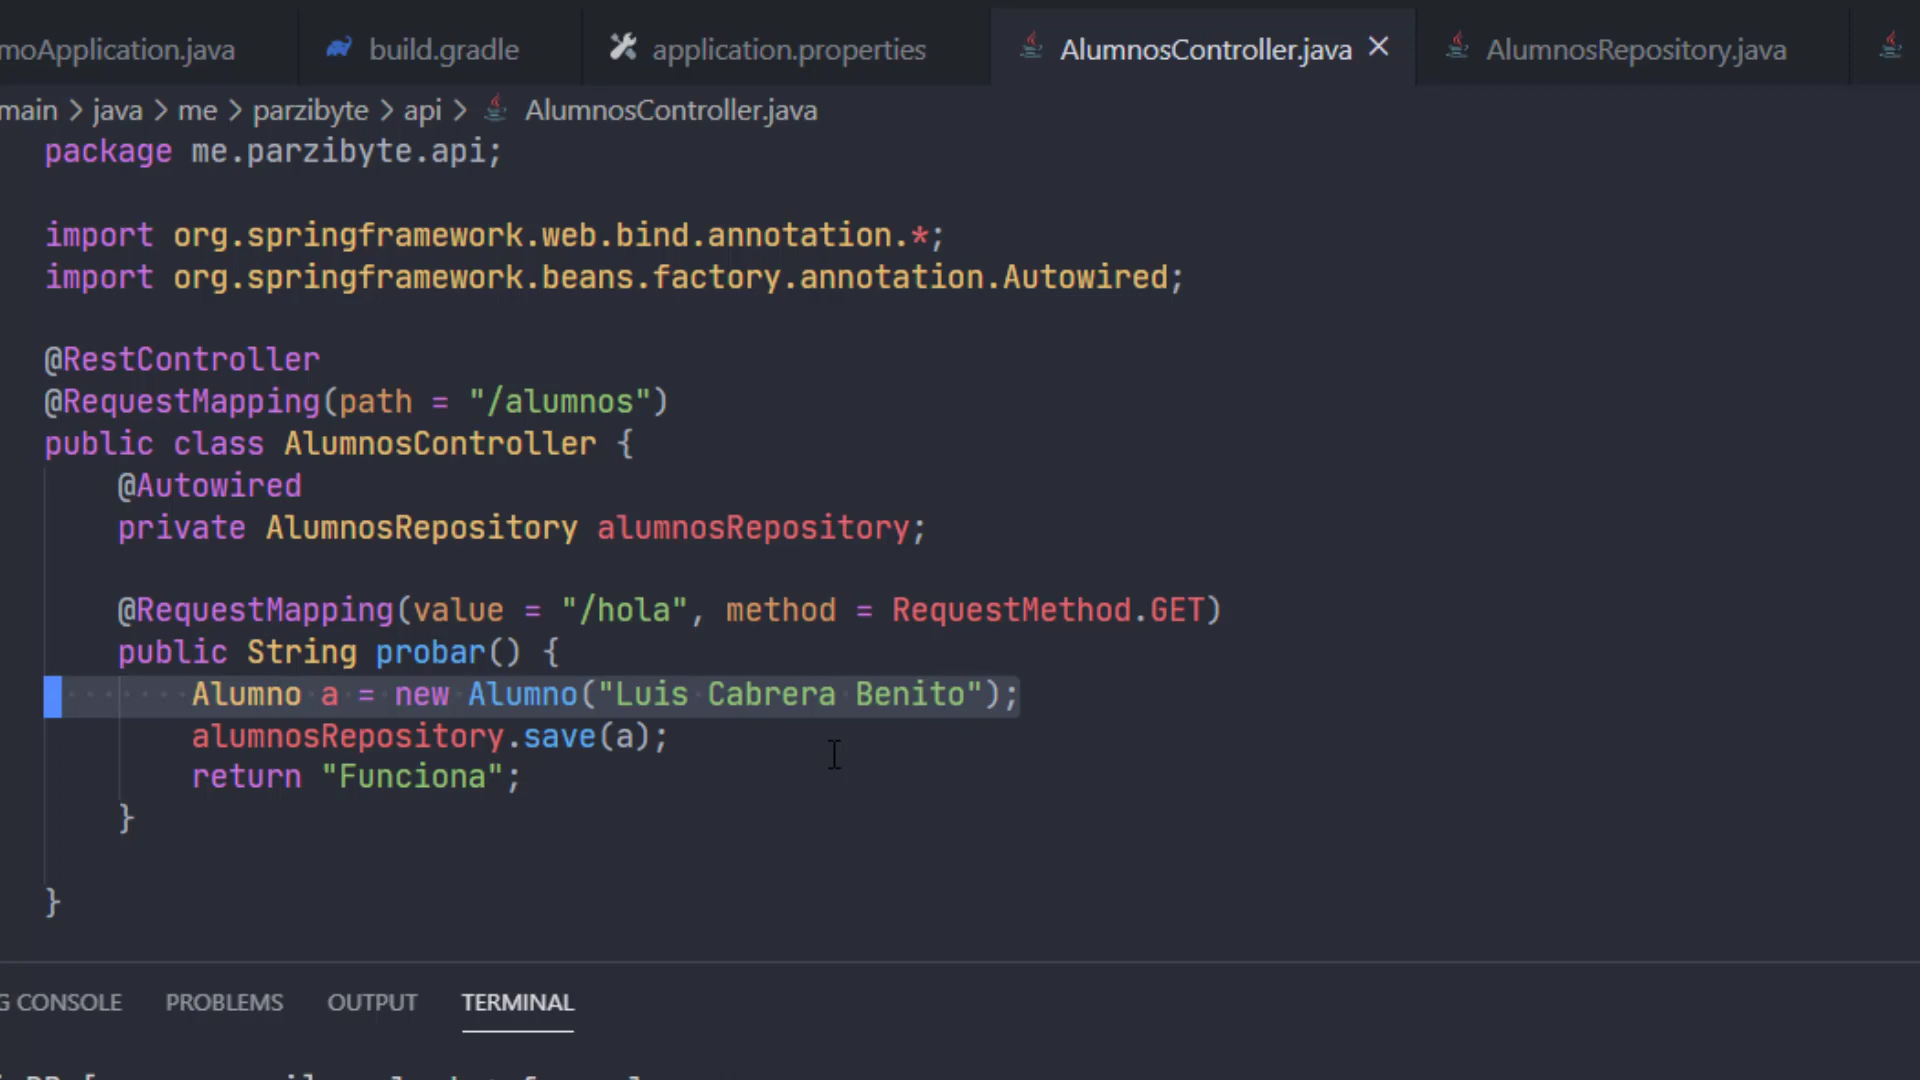 moApplication.java build.gradle application.properties AlumnosController.java AlumnosRepository.java
main > java > me > parzibyte > api > AlumnosController.java
package me.parzibyte.api;
import org.springframework.web.bind.annotation.*;
import org.springframework.beans.factory.annotation.Autowired;
@RestController
@RequestMapping(path = "/alumnos")
public class AlumnosController {
@Autowired
private AlumnosRepository alumnosRepository;
@RequestMapping(value = "/hola", method = RequestMethod.GET)
public String probar() {
Alumno a = new Alumno("Luis Cabrera Benito");
alumnosRepository.save(a);
return "Funciona";
}
}
G CONSOLE PROBLEMS OUTPUT TERMINAL